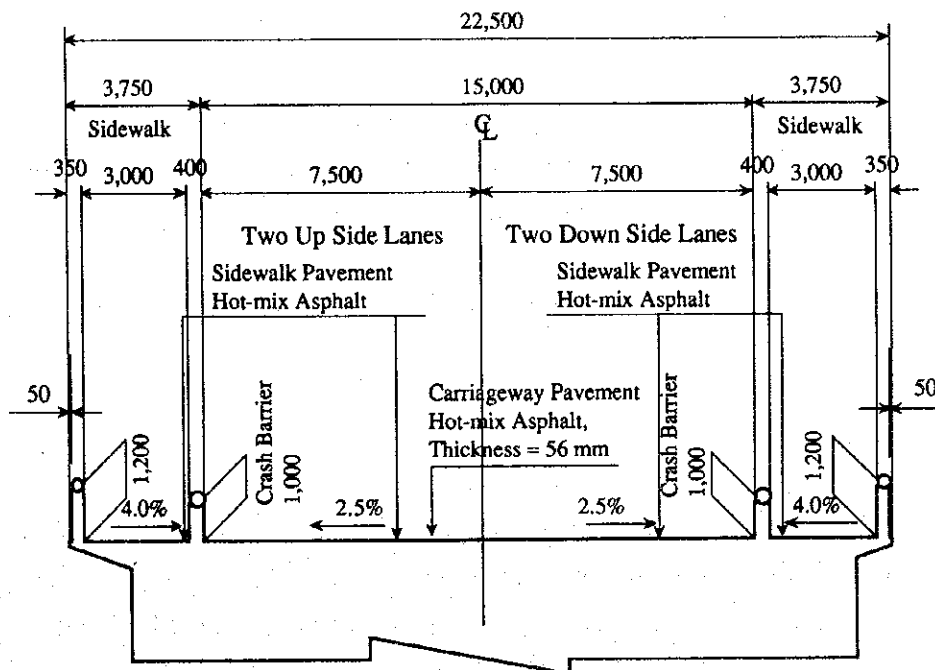 22,500
3,750
15,000
3,750
Sidewalk
CL
Sidewalk
350
3,000
400
7,500
7,500
400
3,000
350
Two Up Side Lanes
Two Down Side Lanes
Sidewalk Pavement
Hot-mix Asphalt
Sidewalk Pavement
Hot-mix Asphalt
50
Carriageway Pavement
Hot-mix Asphalt,
Thickness = 56 mm
50
1,200
Crash Barrier
1,000
Crash Barrier
1,000
1,200
4.0%
2.5%
2.5%
4.0%